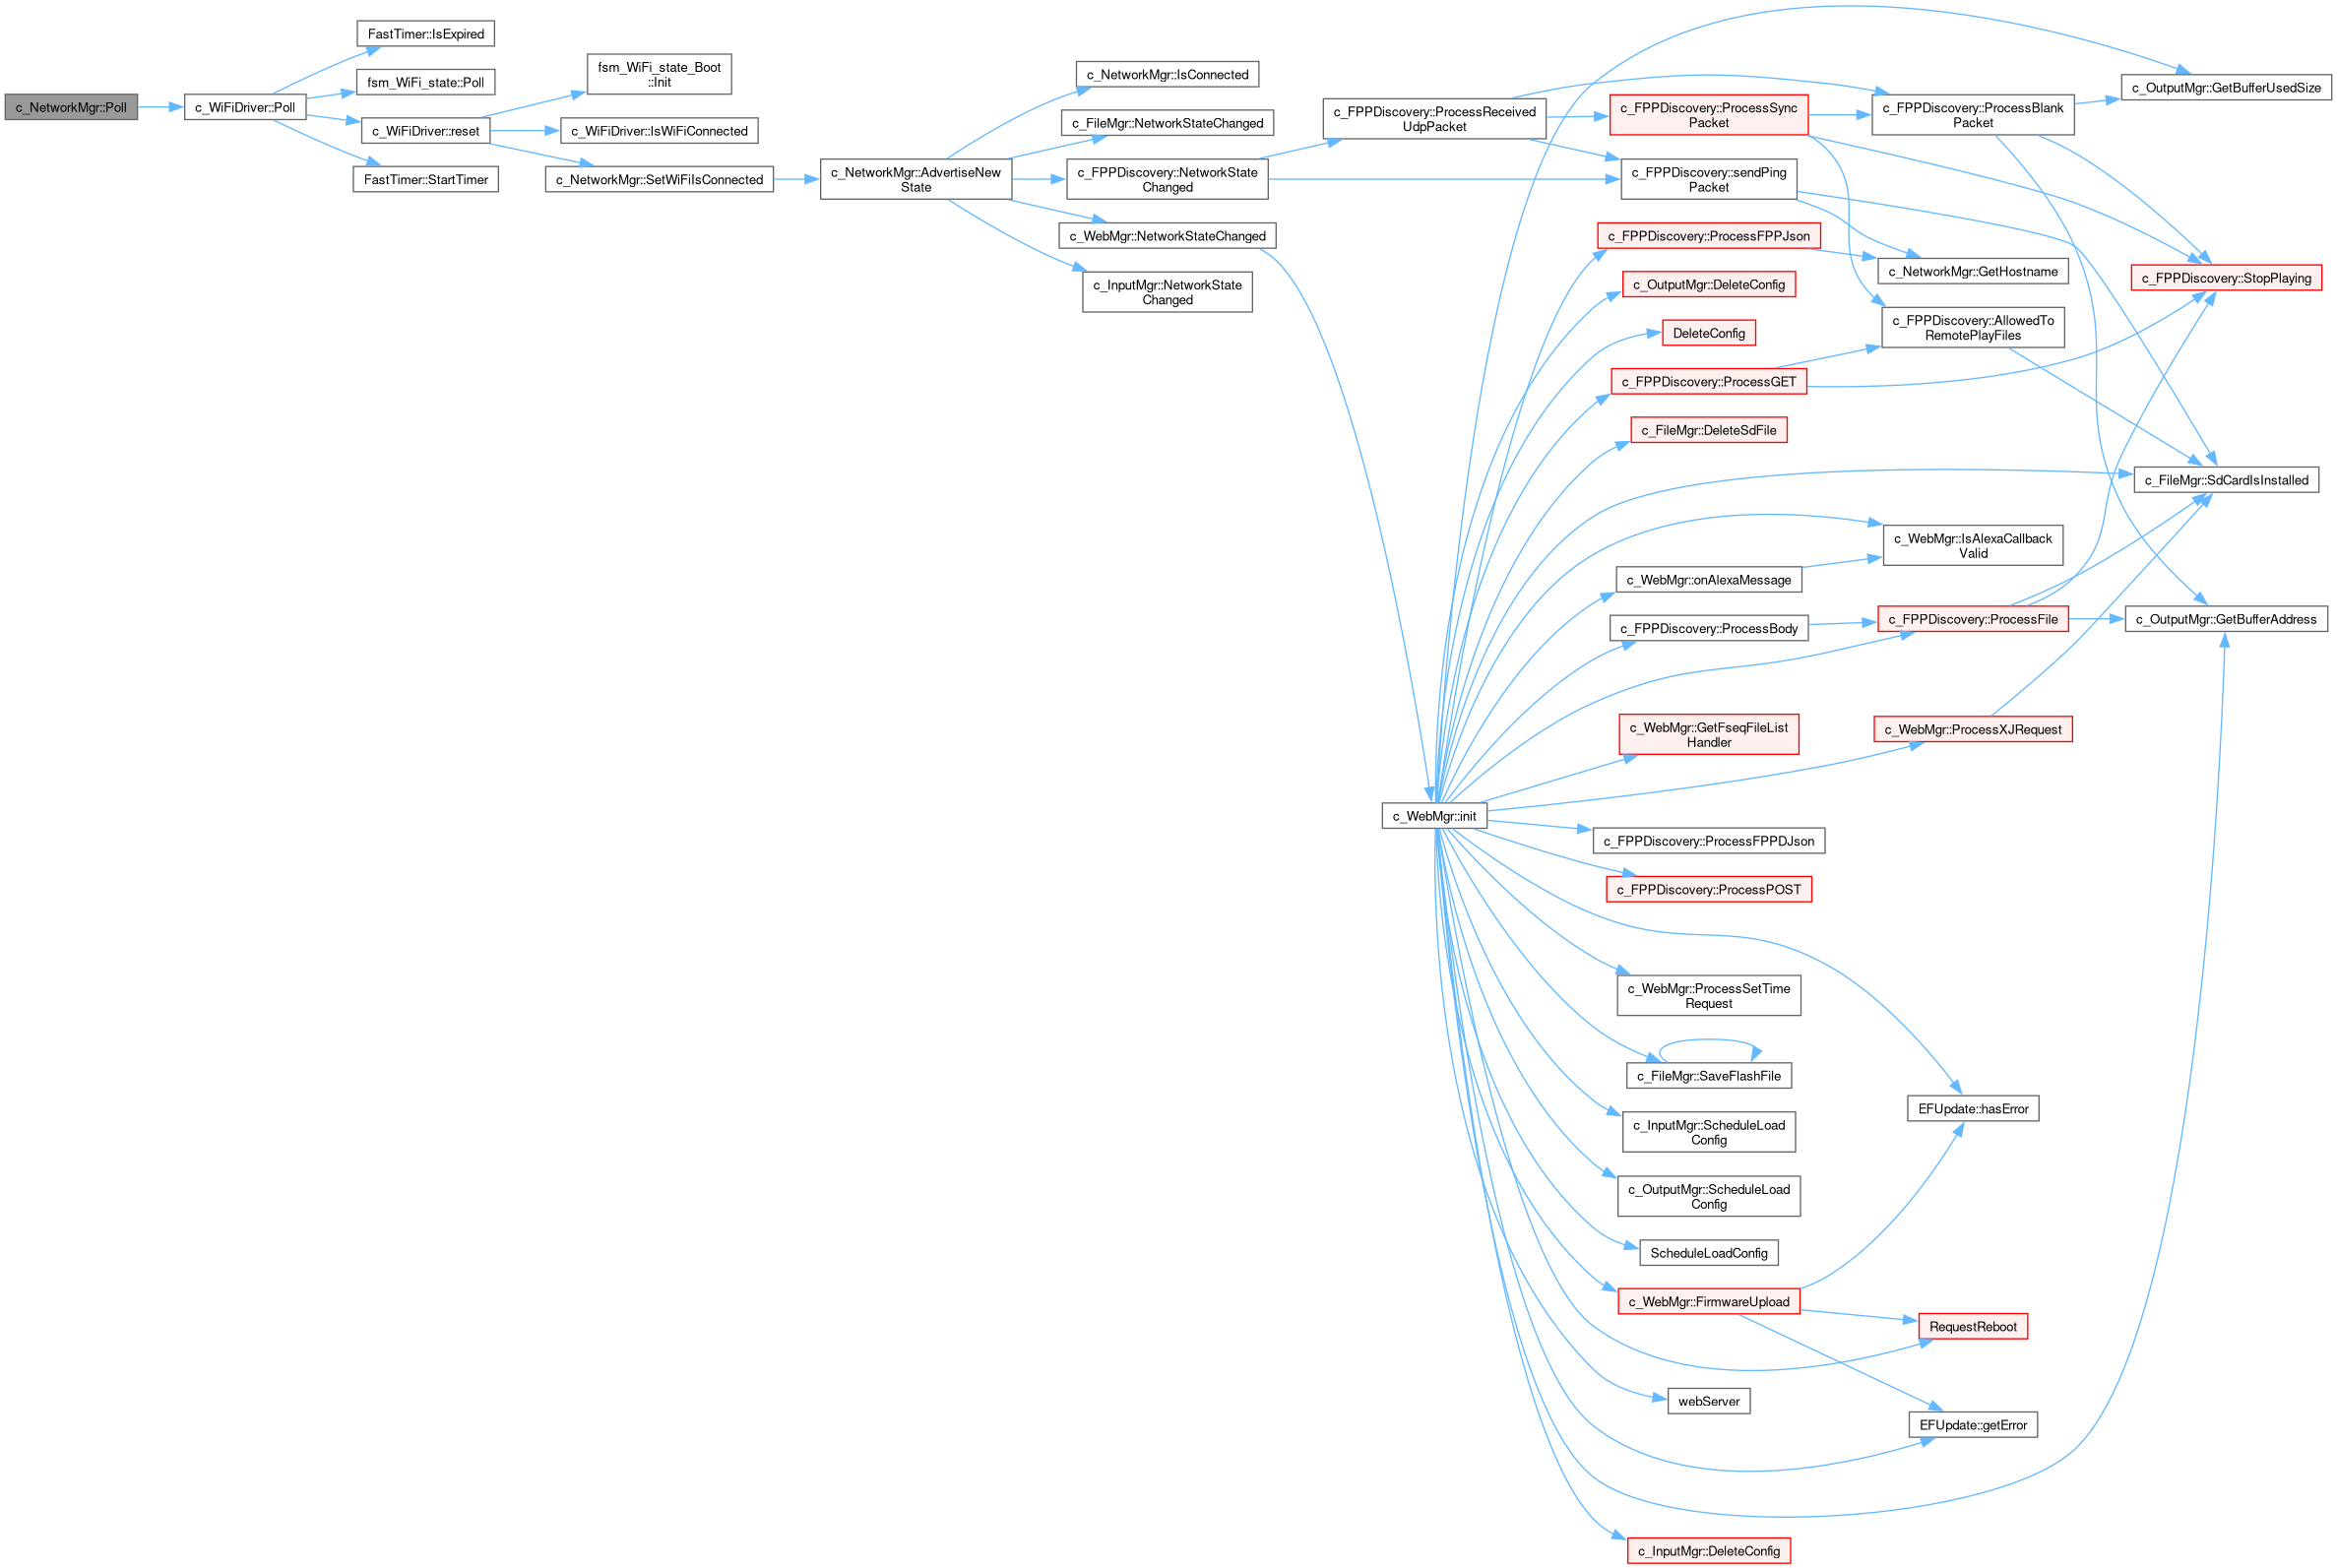 c_NetworkMgr::Poll
c_WiFiDriver::Poll
FastTimer::IsExpired
fsm_WiFi_state::Poll
c_WiFiDriver::reset
FastTimer::StartTimer
fsm_WiFi_state_Boot
::Init
c_WiFiDriver::IsWiFiConnected
c_NetworkMgr::SetWiFiIsConnected
c_NetworkMgr::AdvertiseNew
State
c_NetworkMgr::IsConnected
c_FileMgr::NetworkStateChanged
c_FPPDiscovery::NetworkState
Changed
c_WebMgr::NetworkStateChanged
c_InputMgr::NetworkState
Changed
c_FPPDiscovery::ProcessReceived
UdpPacket
c_WebMgr::init
c_FPPDiscovery::ProcessSync
Packet
c_FPPDiscovery::sendPing
Packet
c_FPPDiscovery::ProcessFPPJson
c_OutputMgr::DeleteConfig
DeleteConfig
c_FPPDiscovery::ProcessGET
c_FileMgr::DeleteSdFile
c_WebMgr::onAlexaMessage
c_FPPDiscovery::ProcessBody
c_WebMgr::GetFseqFileList
Handler
c_FPPDiscovery::ProcessFPPDJson
c_FPPDiscovery::ProcessPOST
c_WebMgr::ProcessSetTime
Request
c_FileMgr::SaveFlashFile
c_InputMgr::ScheduleLoad
Config
c_OutputMgr::ScheduleLoad
Config
ScheduleLoadConfig
c_WebMgr::FirmwareUpload
webServer
c_InputMgr::DeleteConfig
c_FPPDiscovery::ProcessBlank
Packet
c_NetworkMgr::GetHostname
c_FPPDiscovery::AllowedTo
RemotePlayFiles
c_WebMgr::IsAlexaCallback
Valid
c_FPPDiscovery::ProcessFile
c_WebMgr::ProcessXJRequest
EFUpdate::hasError
RequestReboot
EFUpdate::getError
c_OutputMgr::GetBufferUsedSize
c_FPPDiscovery::StopPlaying
c_FileMgr::SdCardIsInstalled
c_OutputMgr::GetBufferAddress